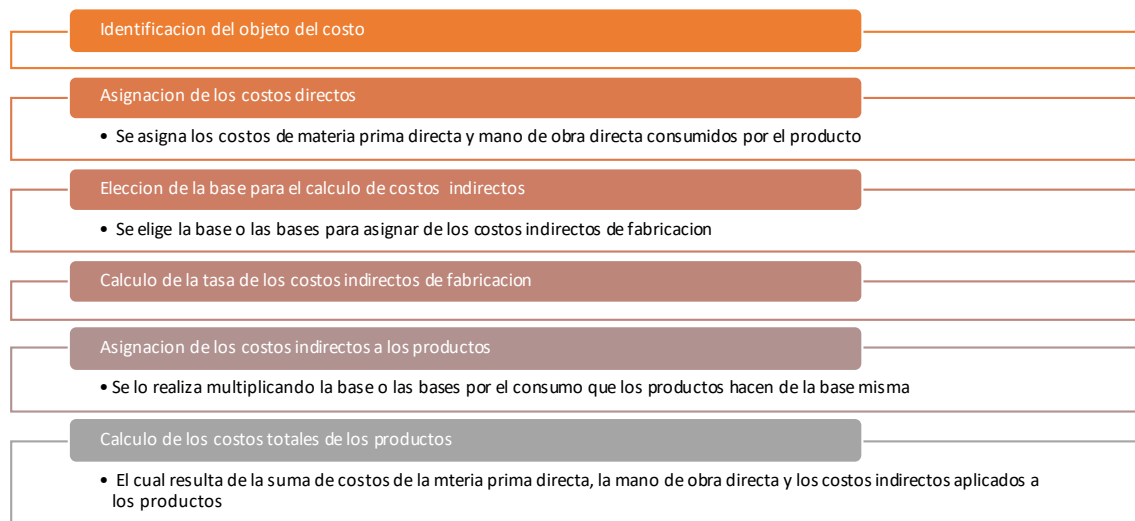 Identificacion del objeto del costo
Asignacion de los costos directos
• Se asigna los costos de materia prima directa y mano de obra directa consumidos por el producto
Eleccion de la base para el calculo de costos indirectos
• Se elige la base o las bases para asignar de los costos indirectos de fabricacion
Calculo de la tasa de los costos indirectos de fabricacion
Asignacion de los costos indirectos a los productos
• Se lo realiza multiplicando la base o las bases por el consumo que los productos hacen de la base misma
Calculo de los costos totales de los productos
• El cual resulta de la suma de costos de la mteria prima directa, la mano de obra directa y los costos indirectos aplicados a
los productos